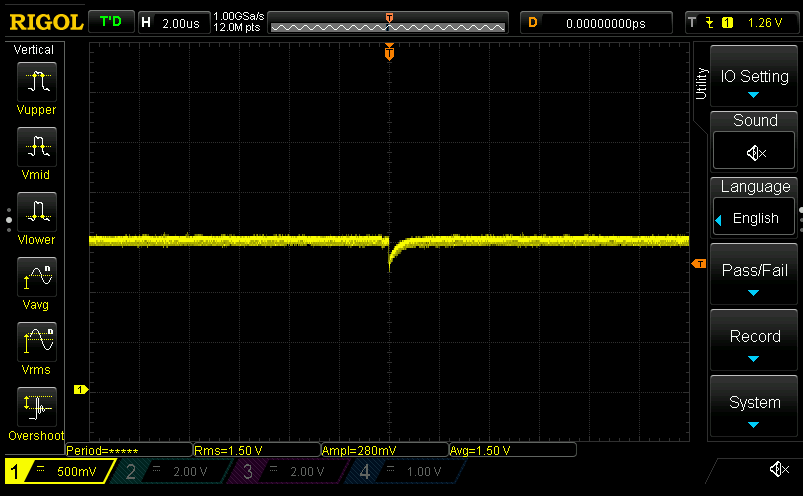 RIGOL T'D H 2.00us 1.00GSa/s 12.0M pts T D 0.00000000ps T 1 1.26 V
Vertical
Vupper
Vmid
Vlower
Vavg
Vrms
Overshoot
T
T
1
Period=***** Rms=1.50 V Ampl=280mV Avg=1.50 V
1 500mV 2 2.00 V 3 2.00 V 4 1.00 V
Utility
IO Setting
Sound
Language
English
Pass/Fail
Record
System